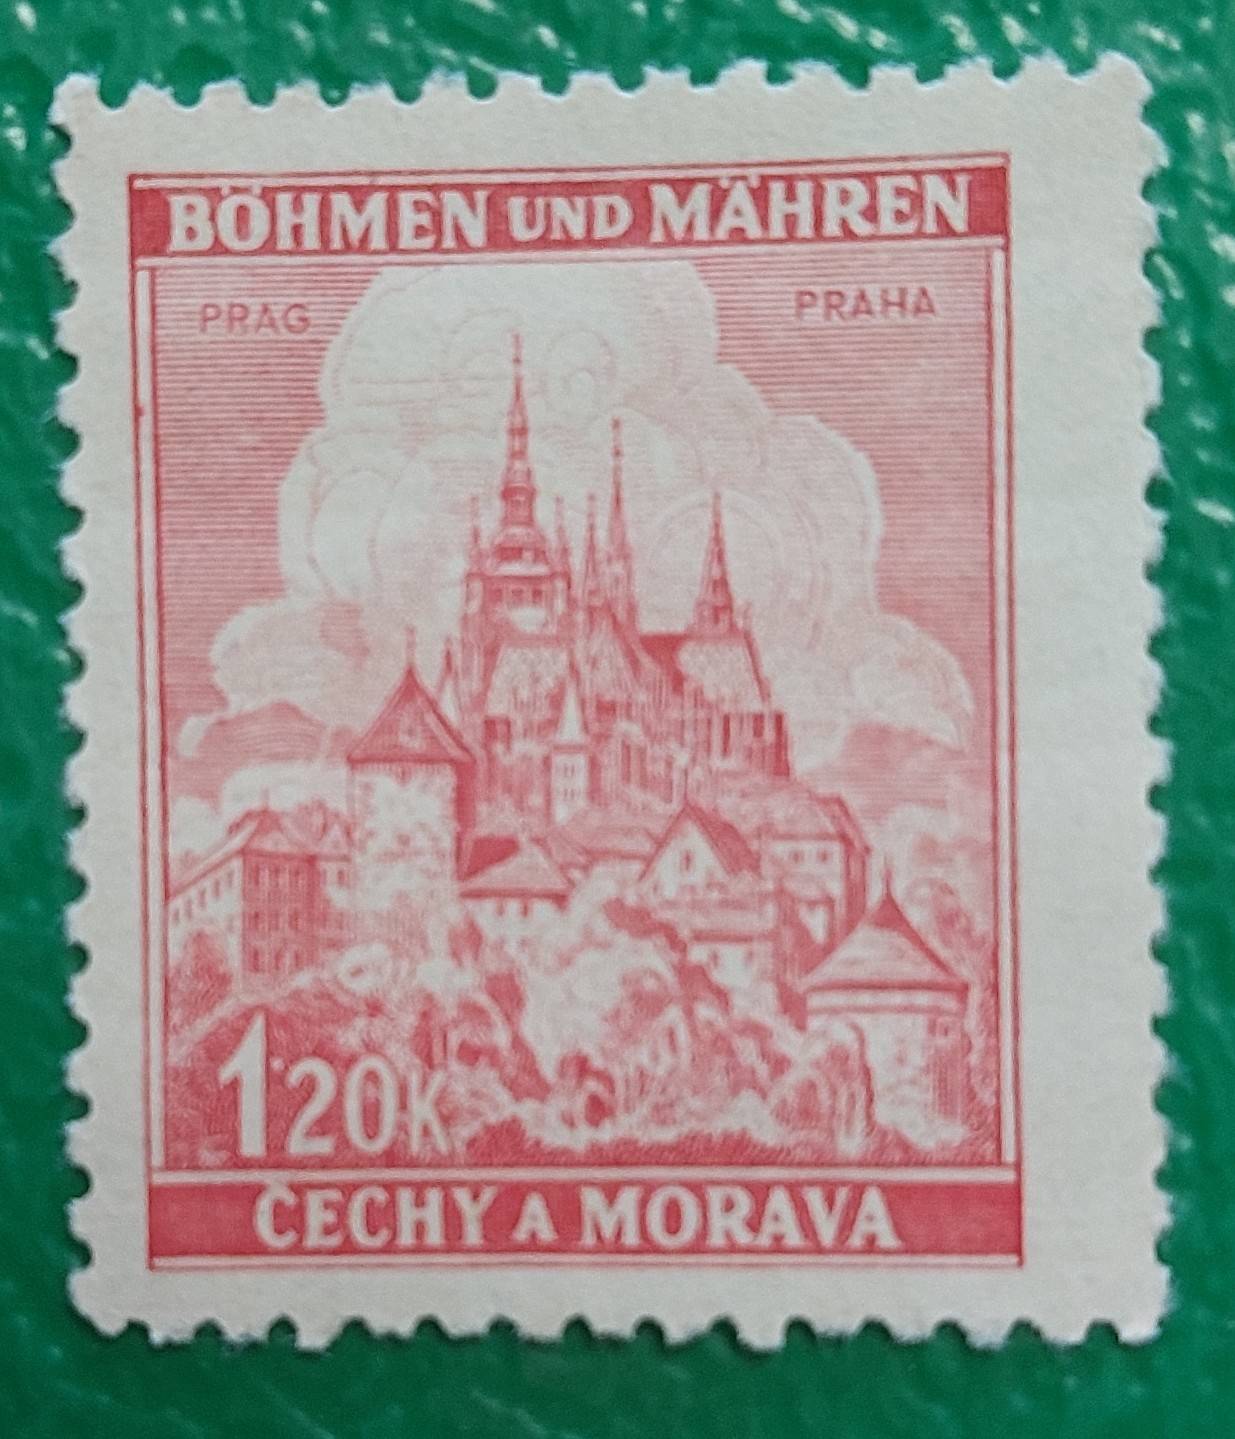 BÖHMEN UND MÄHREN
PRAG PRAHA
1·20K
ČECHY A MORAVA